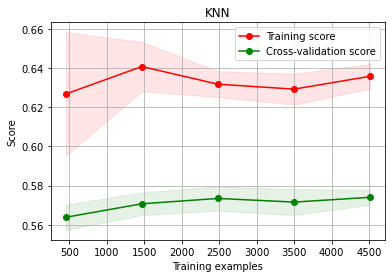 KNN
Training score
Cross-validation score
Score
0.66
0.64
0.62
0.60
0.58
0.56
500 1000 1500 2000 2500 3000 3500 4000 4500
Training examples